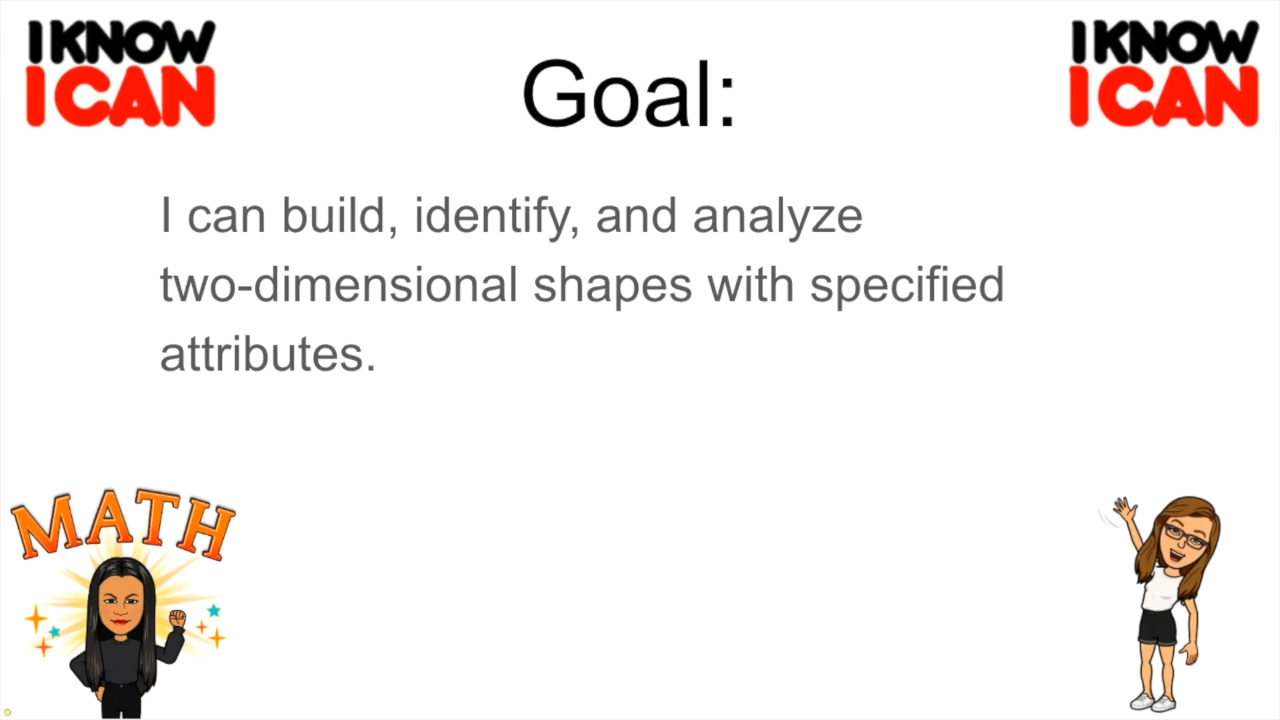 I KNOW
I CAN
Goal:
I KNOW
I CAN
I can build, identify, and analyze
two-dimensional shapes with specified
attributes.
MATH